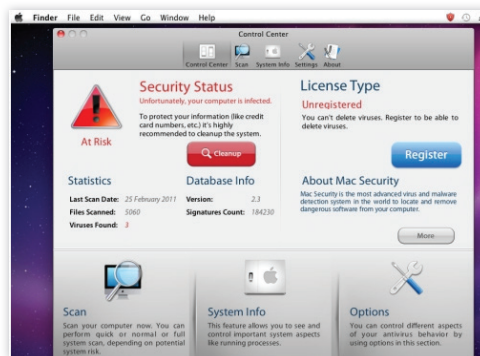 Finder File Edit View Go Window Help
Control Center
Control Center Scan System Info Settings About
Security Status
Unfortunately, your computer is infected.
To protect your information (like credit
card numbers, etc.) it's highly
recommended to cleanup the system.
At Risk
Cleanup
License Type
Unregistered
You can't delete viruses. Register to be able to
delete viruses.
Register
Statistics
Last Scan Date: 25 February 2011
Files Scanned: 5060
Viruses Found: 3
Database Info
Version: 2.3
Signatures Count: 184230
About Mac Security
Mac Security is the most advanced virus and malware
detection system in the world to locate and remove
dangerous software from your computer.
More
Scan
Scan your computer now. You can
perform quick or normal or full
system scan, depending on potential
system risk.
System Info
This feature allows you to see and
control important system aspects
like running processes.
Options
You can control different aspects
of your antivirus behavior by
using options in this section.